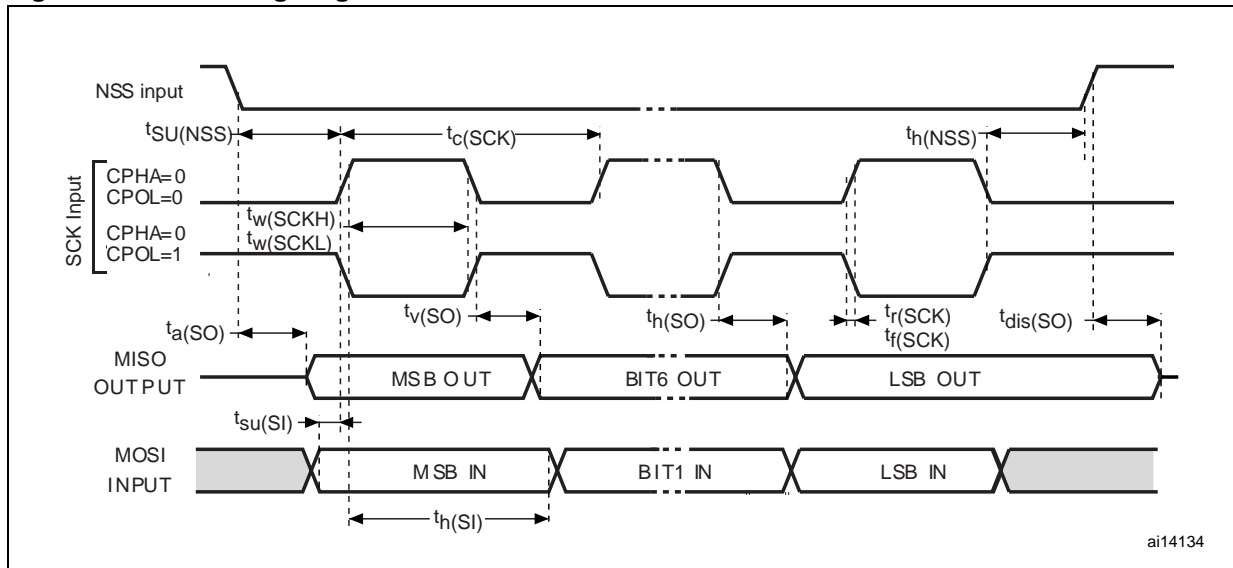 NSS input
tSU(NSS)
tc(SCK)
th(NSS)
SCK Input
CPHA=0
CPOL=0
tw(SCKH)
tw(SCKL)
CPHA=0
CPOL=1
ta(SO)
tv(SO)
th(SO)
tr(SCK)
tf(SCK)
tdis(SO)
MISO
OUTPUT
MSB OUT
BIT6 OUT
LSB OUT
tsu(SI)
MOSI
INPUT
MSB IN
BIT1 IN
LSB IN
th(SI)
ai14134